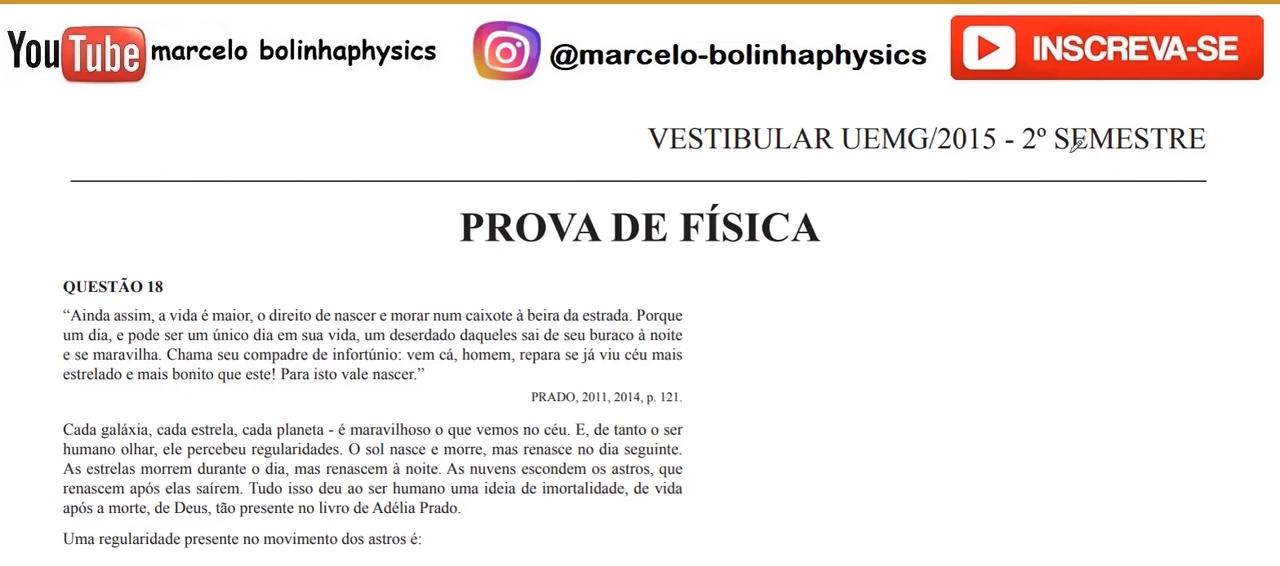 YouTube marcelo bolinhaphysics @marcelo-bolinhaphysics INSCREVA-SE
VESTIBULAR UEMG/2015 - 2º SEMESTRE
PROVA DE FÍSICA
QUESTÃO 18
“Ainda assim, a vida é maior, o direito de nascer e morar num caixote à beira da estrada. Porque
um dia, e pode ser um único dia em sua vida, um deserdado daqueles sai de seu buraco à noite
e se maravilha. Chama seu compadre de infortúnio: vem cá, homem, repara se já viu céu mais
estrelado e mais bonito que este! Para isto vale nascer.”
PRADO, 2011, 2014, p. 121.
Cada galáxia, cada estrela, cada planeta - é maravilhoso o que vemos no céu. E, de tanto o ser
humano olhar, ele percebeu regularidades. O sol nasce e morre, mas renasce no dia seguinte.
As estrelas morrem durante o dia, mas renascem à noite. As nuvens escondem os astros, que
renascem após elas saírem. Tudo isso deu ao ser humano uma ideia de imortalidade, de vida
após a morte, de Deus, tão presente no livro de Adélia Prado.
Uma regularidade presente no movimento dos astros é: